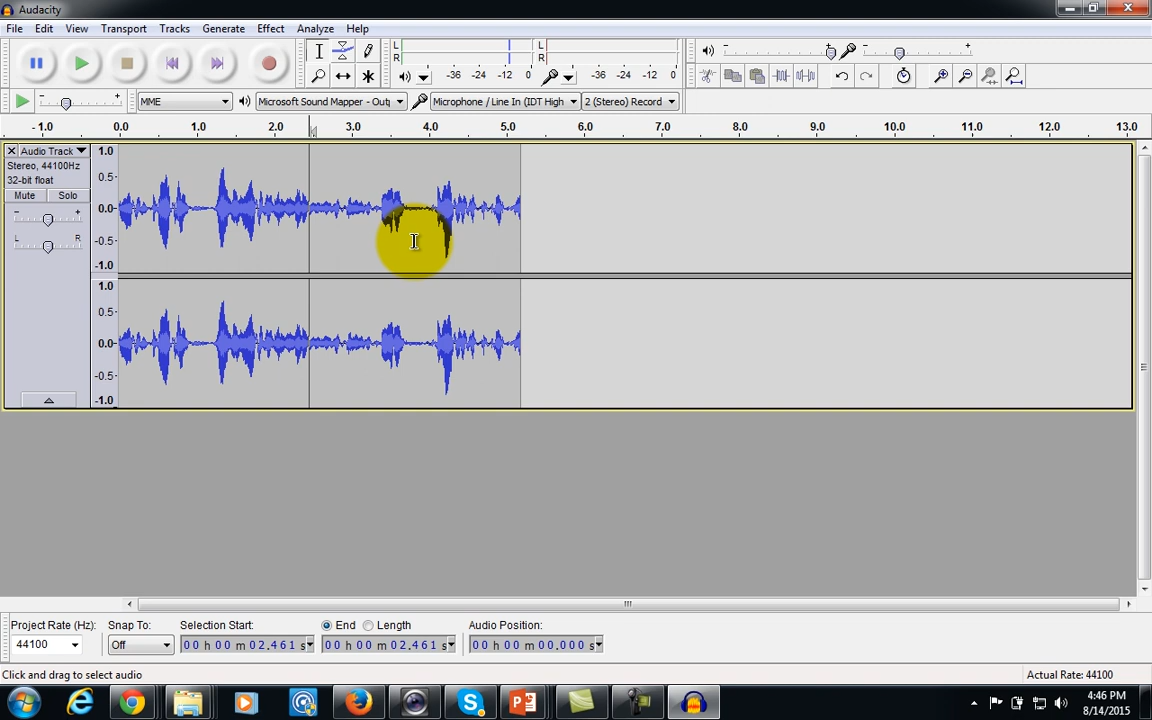 Audacity
File Edit View Transport Tracks Generate Effect Analyze Help
L
R
-36 -24 -12 0
L
R
-36 -24 -12 0
MME
Microsoft Sound Mapper - Outp
Microphone / Line In (IDT High
2 (Stereo) Record
- 1.0 0.0 1.0 2.0 3.0 4.0 5.0 6.0 7.0 8.0 9.0 10.0 11.0 12.0 13.0
Audio Track
Stereo, 44100Hz
32-bit float
Mute Solo
- +
L R
1.0
0.5-
0.0-
-0.5-
-1.0
1.0
0.5-
0.0-
-0.5-
-1.0
Project Rate (Hz): Snap To: Selection Start: End Length Audio Position:
44100 Off 00 h 00 m 02.461 s 00 h 00 m 02.461 s 00 h 00 m 00.000 s
Click and drag to select audio
Actual Rate: 44100
4:46 PM
8/14/2015